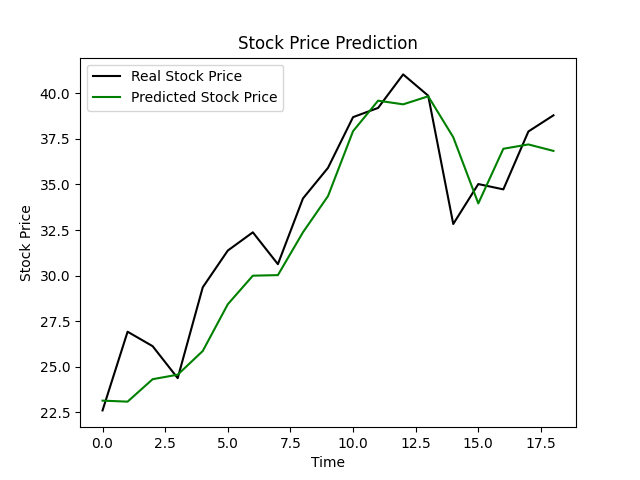 Stock Price Prediction
Real Stock Price
Predicted Stock Price
Stock Price
40.0
37.5
35.0
32.5
30.0
27.5
25.0
22.5
0.0 2.5 5.0 7.5 10.0 12.5 15.0 17.5
Time